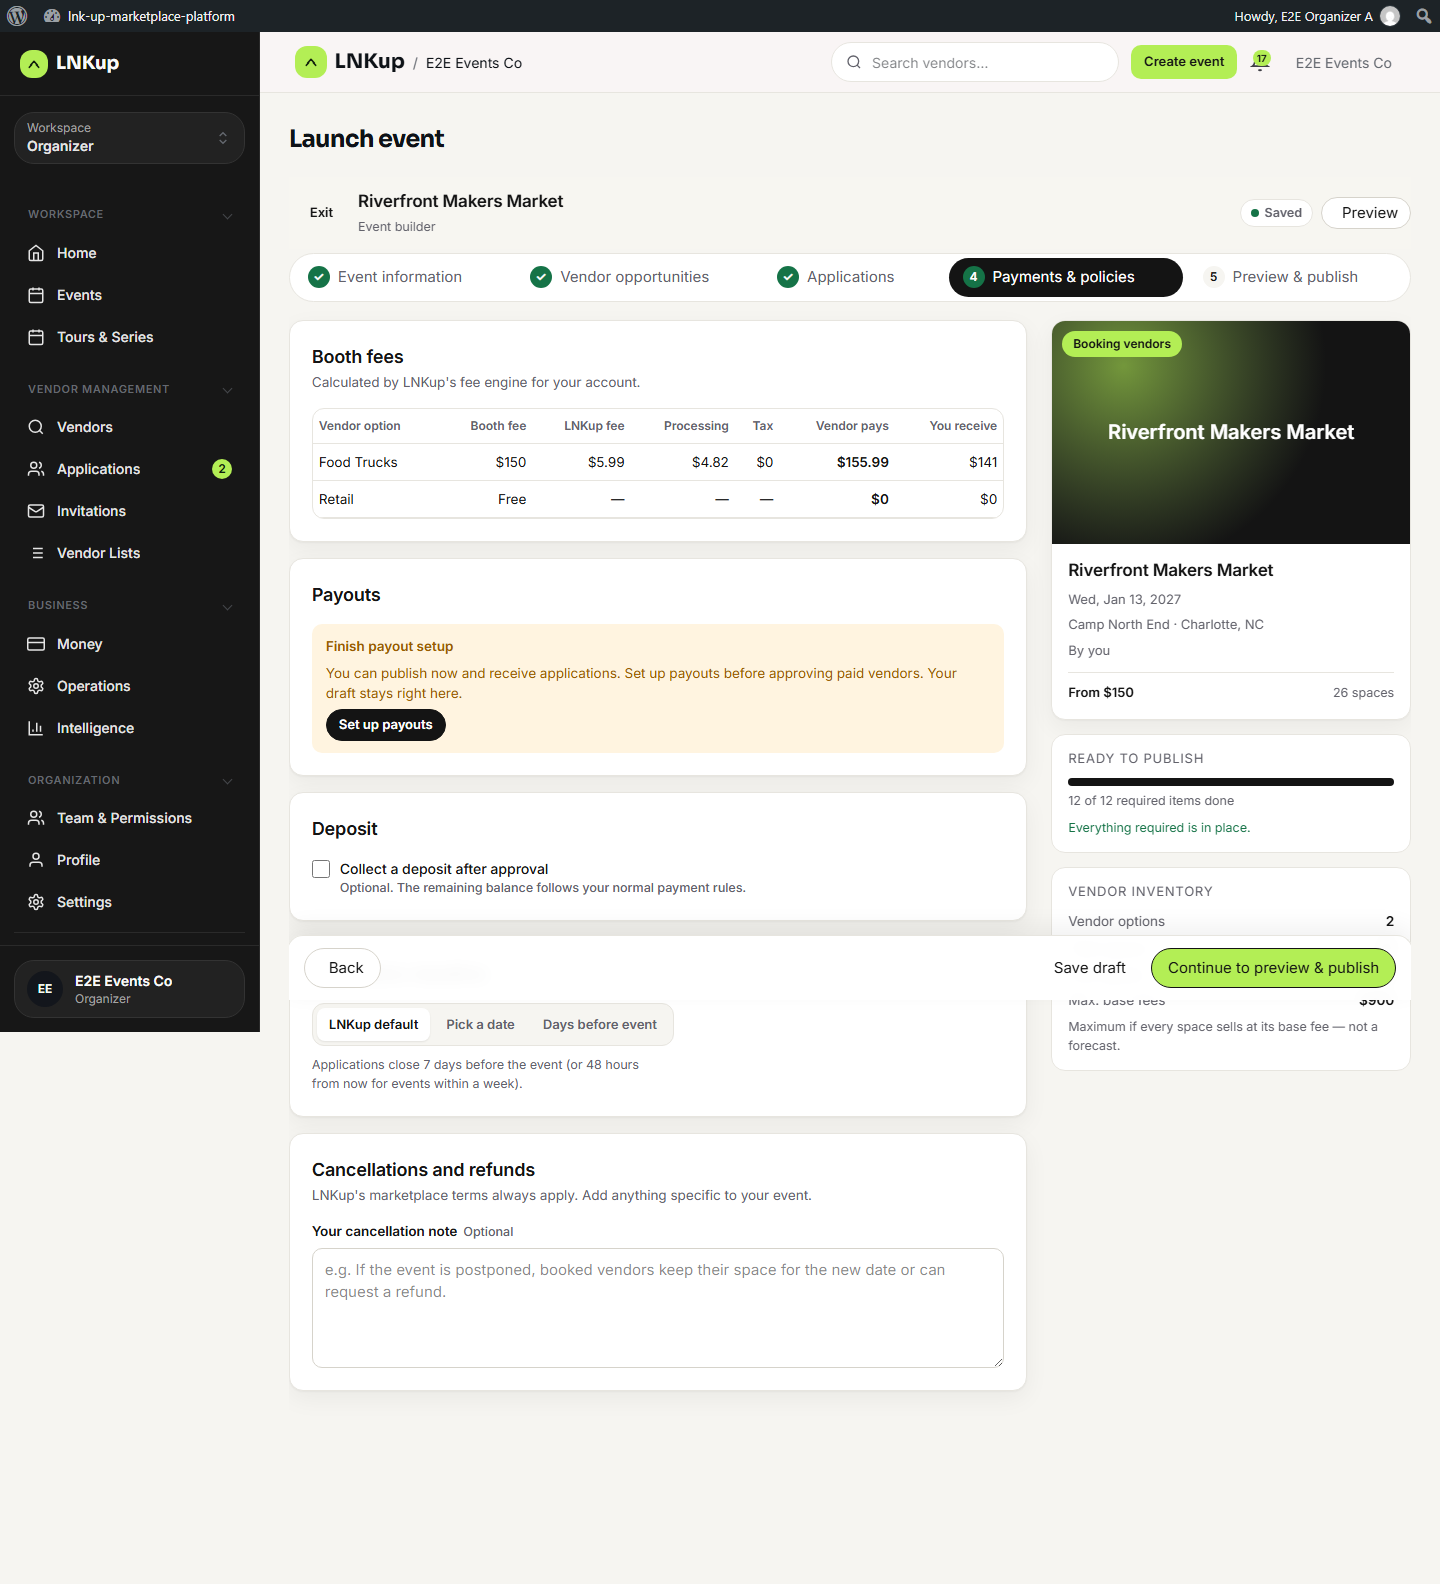 lnk-up-marketplace-platform
Howdy, E2E Organizer A
LNKup
Workspace
Organizer
WORKSPACE
Home
Events
Tours & Series
VENDOR MANAGEMENT
Vendors
Applications 2
Invitations
Vendor Lists
BUSINESS
Money
Operations
Intelligence
ORGANIZATION
Team & Permissions
Profile
Settings
EE
E2E Events Co
Organizer
LNKup / E2E Events Co
Search vendors...
Create event
17
E2E Events Co
Launch event
Exit
Riverfront Makers Market
Event builder
Saved
Preview
Event information
Vendor opportunities
Applications
4 Payments & policies
5 Preview & publish
Booth fees
Calculated by LNKup's fee engine for your account.
Vendor option Booth fee LNKup fee Processing Tax Vendor pays You receive
Food Trucks $150 $5.99 $4.82 $0 $155.99 $141
Retail Free — — — $0 $0
Payouts
Finish payout setup
You can publish now and receive applications. Set up payouts before approving paid vendors. Your
draft stays right here.
Set up payouts
Deposit
Collect a deposit after approval
Optional. The remaining balance follows your normal payment rules.
Back
Save draft
Continue to preview & publish
LNKup default
Pick a date
Days before event
Applications close 7 days before the event (or 48 hours
from now for events within a week).
Cancellations and refunds
LNKup's marketplace terms always apply. Add anything specific to your event.
Your cancellation note Optional
e.g. If the event is postponed, booked vendors keep their space for the new date or can
request a refund.
Booking vendors
Riverfront Makers Market
Riverfront Makers Market
Wed, Jan 13, 2027
Camp North End · Charlotte, NC
By you
From $150 26 spaces
READY TO PUBLISH
12 of 12 required items done
Everything required is in place.
VENDOR INVENTORY
Vendor options 2
Max. base fees $900
Maximum if every space sells at its base fee — not a
forecast.